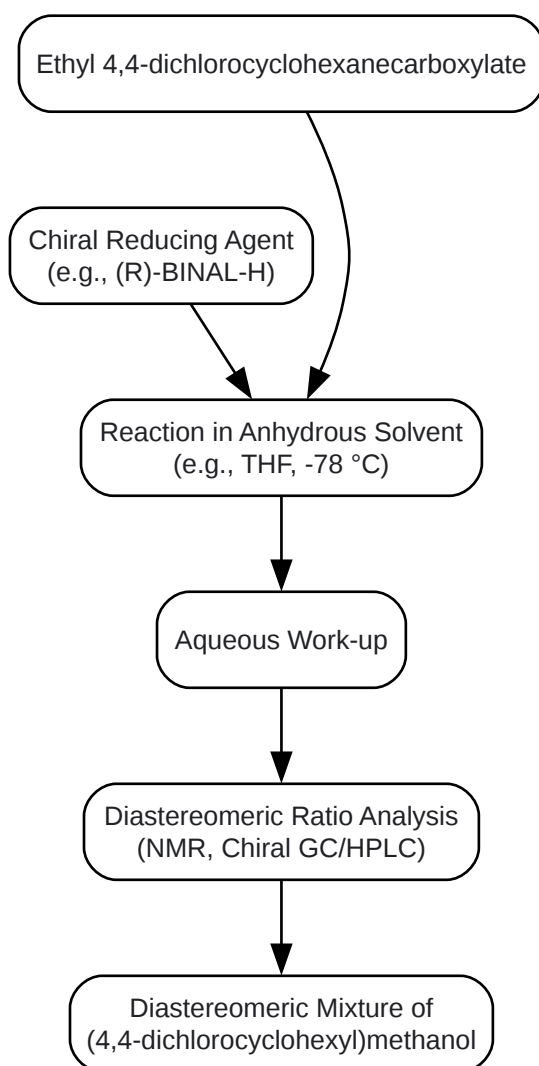 Ethyl 4,4-dichlorocyclohexanecarboxylate
Chiral Reducing Agent
(e.g., (R)-BINAL-H)
Reaction in Anhydrous Solvent
(e.g., THF, -78 °C)
Aqueous Work-up
Diastereomeric Ratio Analysis
(NMR, Chiral GC/HPLC)
Diastereomeric Mixture of
(4,4-dichlorocyclohexyl)methanol